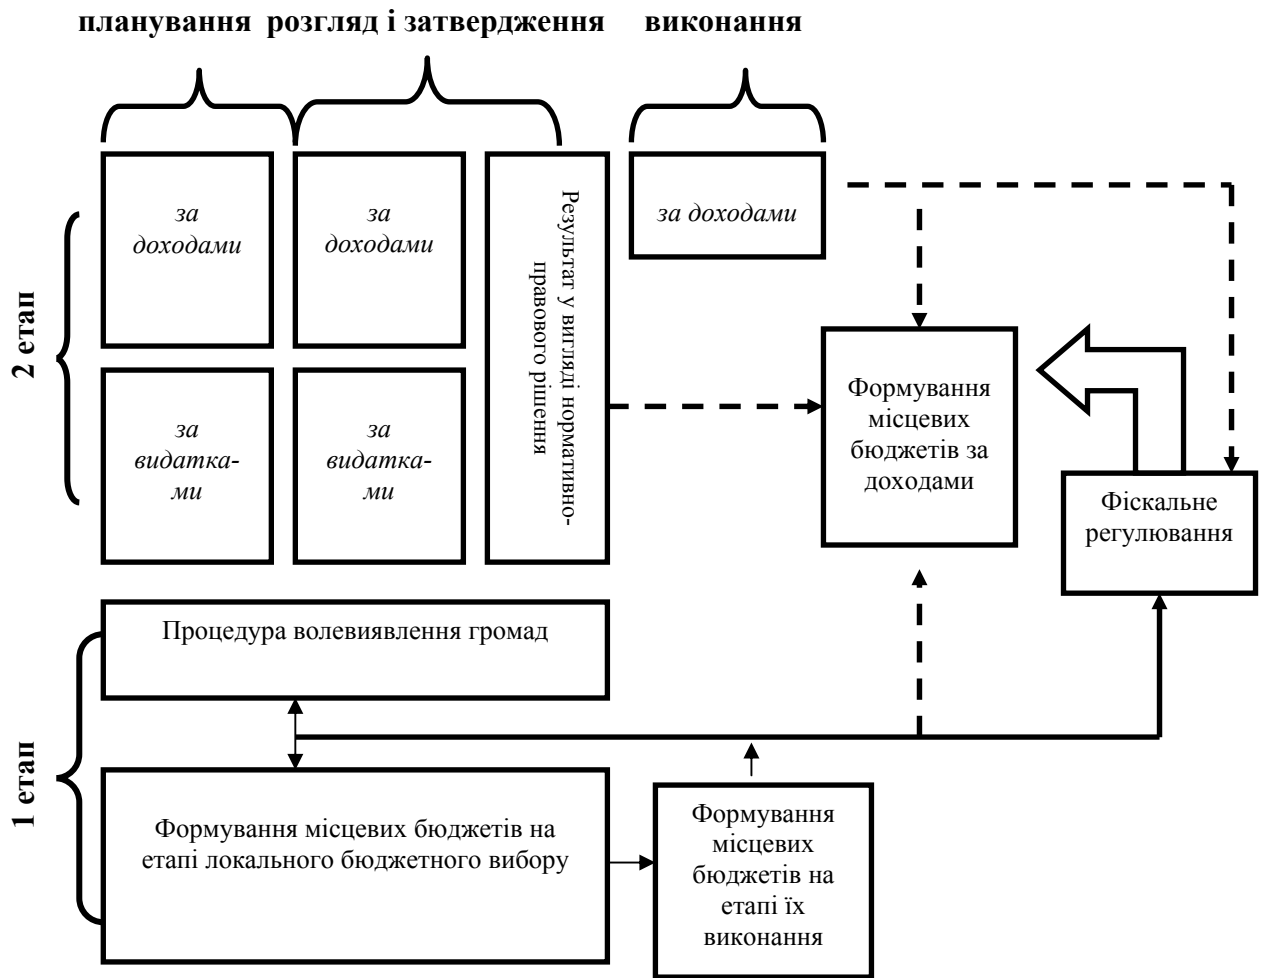 планування розгляд і затвердження виконання
2 етап
за
доходами
за
доходами
Результат у вигляді нормативно-
правового рішення
за доходами
за
видатка-
ми
за
видатка-
ми
Формування
місцевих
бюджетів за
доходами
Фіскальне
регулювання
1 етап
Процедура волевиявлення громад
Формування місцевих бюджетів на
етапі локального бюджетного вибору
Формування
місцевих
бюджетів на
етапі їх
виконання